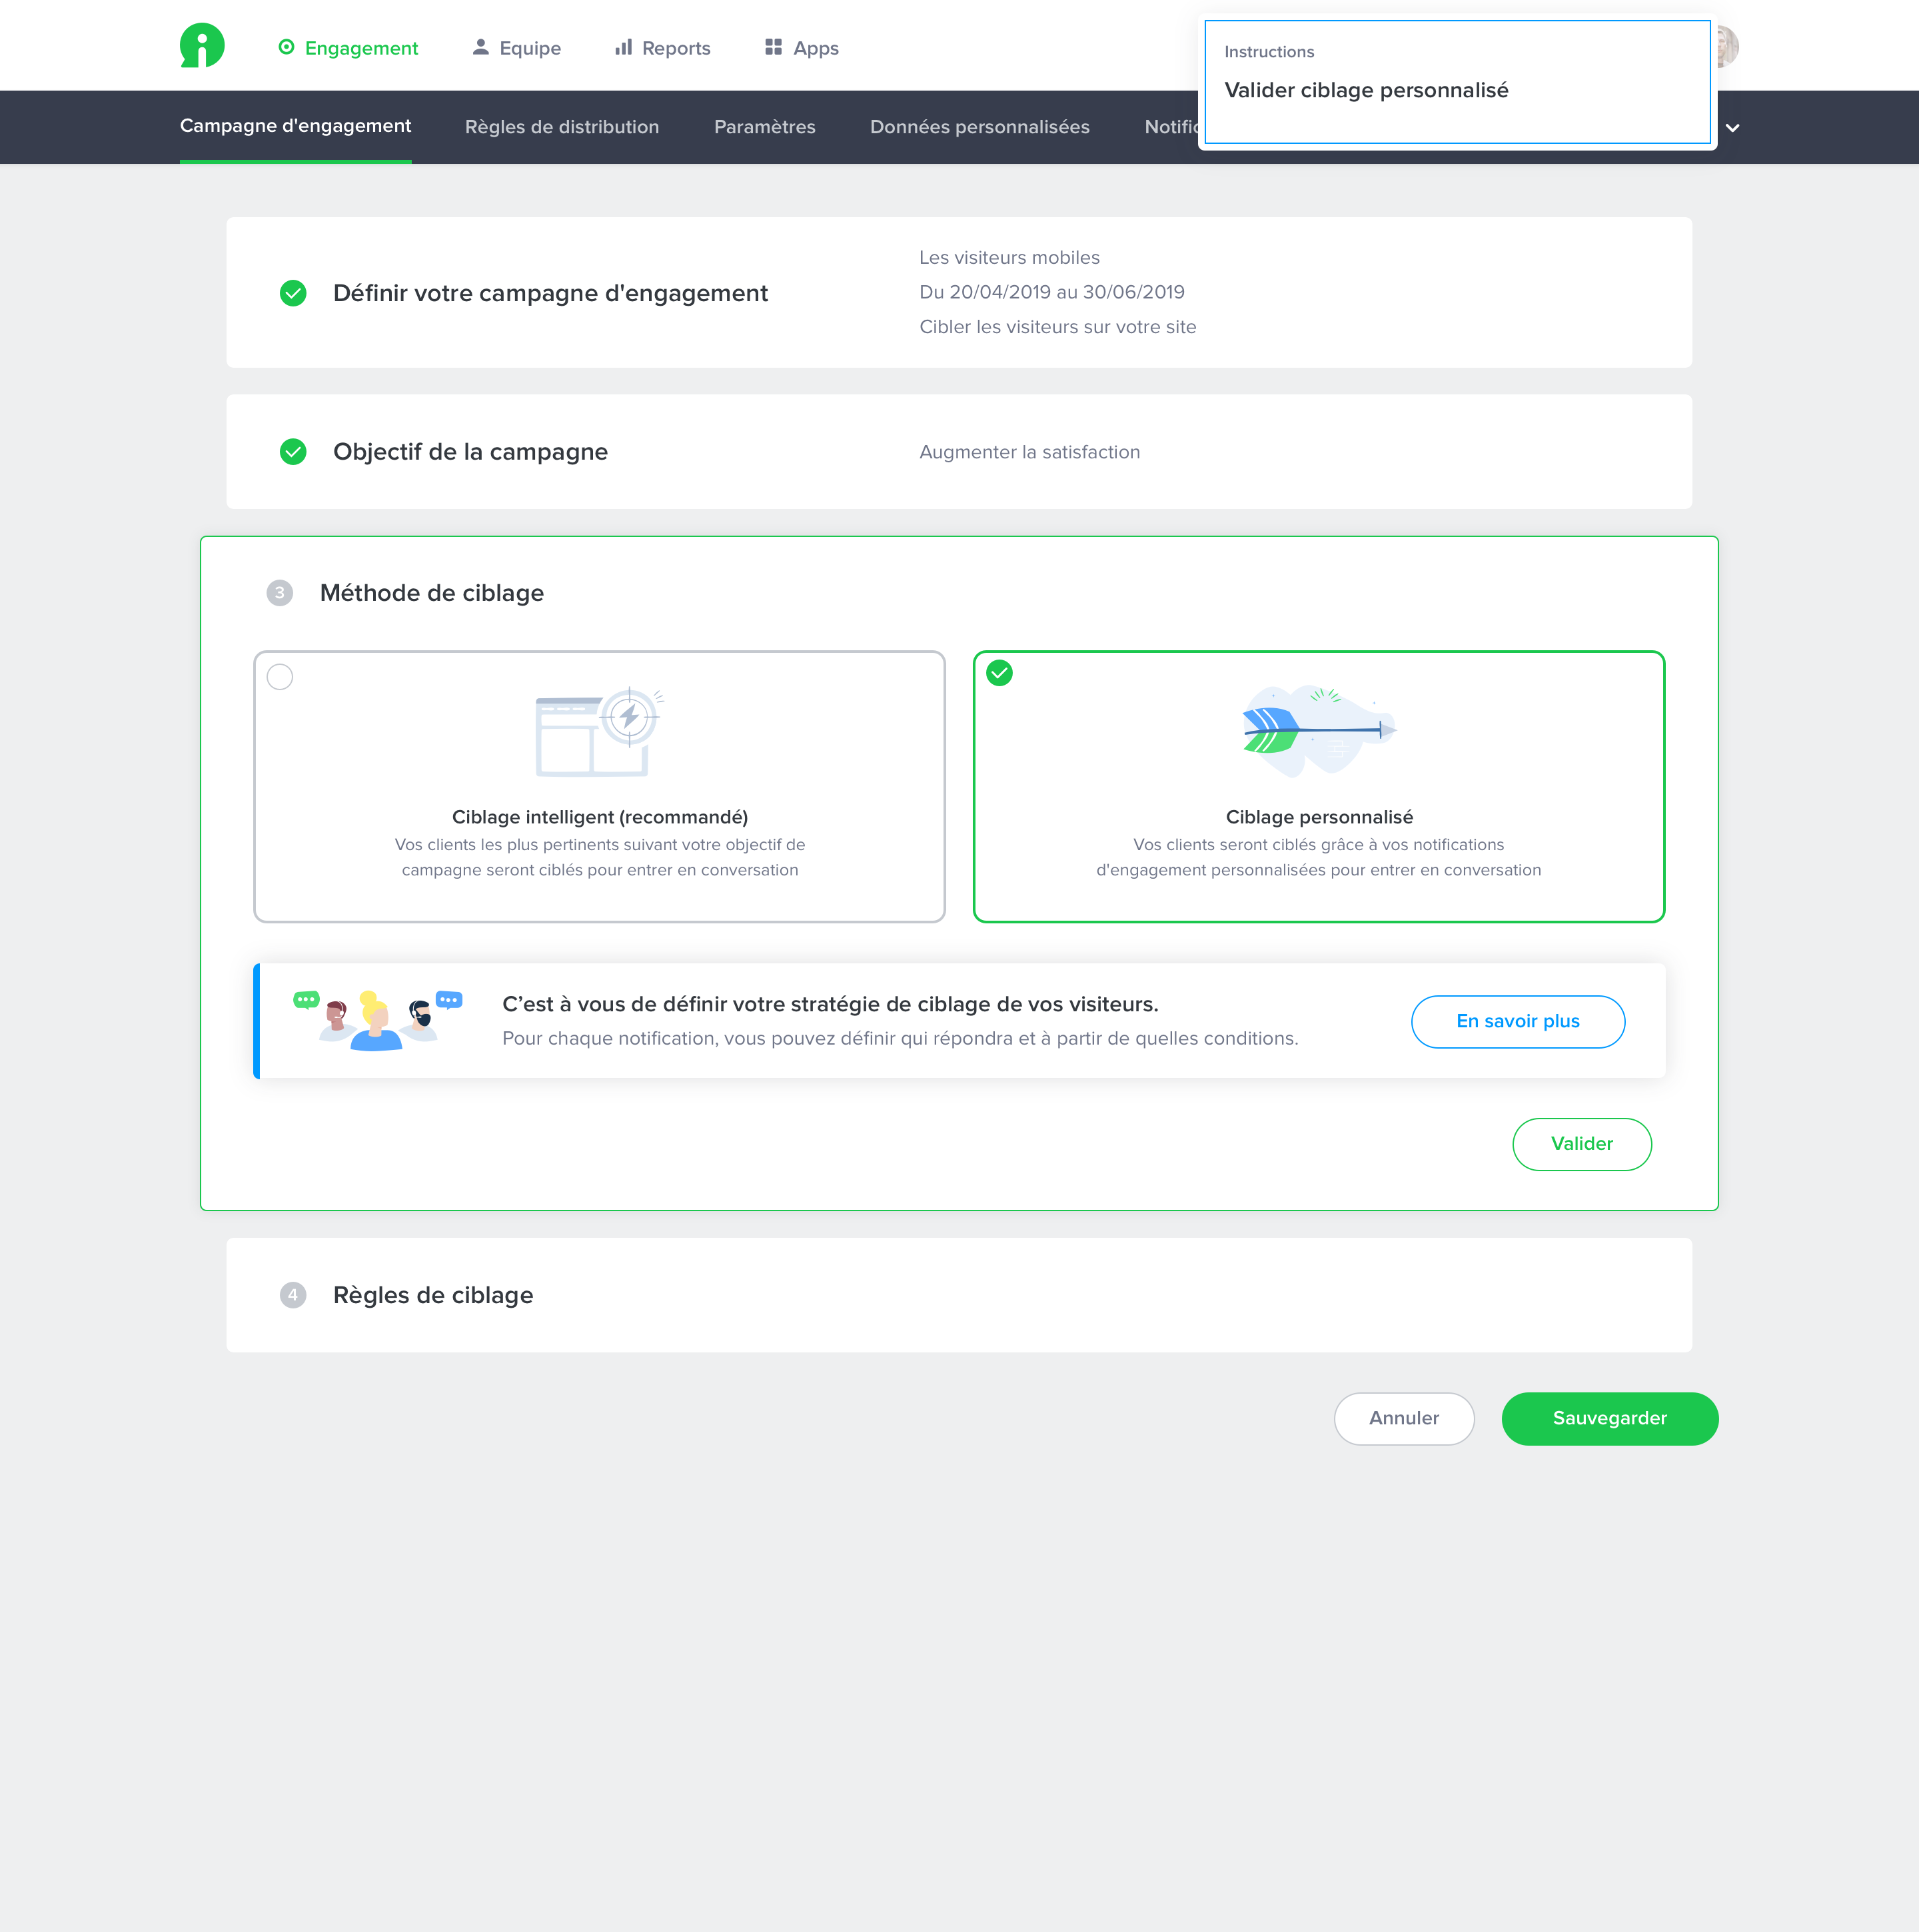 Engagement
Equipe
Reports
Apps
Instructions
Valider ciblage personnalisé
Campagne d'engagement
Règles de distribution
Paramètres
Données personnalisées
Notific
Définir votre campagne d'engagement
Les visiteurs mobiles
Du 20/04/2019 au 30/06/2019
Cibler les visiteurs sur votre site
Objectif de la campagne
Augmenter la satisfaction
3
Méthode de ciblage
Ciblage intelligent (recommandé)
Vos clients les plus pertinents suivant votre objectif de
campagne seront ciblés pour entrer en conversation
Ciblage personnalisé
Vos clients seront ciblés grâce à vos notifications
d'engagement personnalisées pour entrer en conversation
C’est à vous de définir votre stratégie de ciblage de vos visiteurs.
Pour chaque notification, vous pouvez définir qui répondra et à partir de quelles conditions.
En savoir plus
Valider
4
Règles de ciblage
Annuler
Sauvegarder